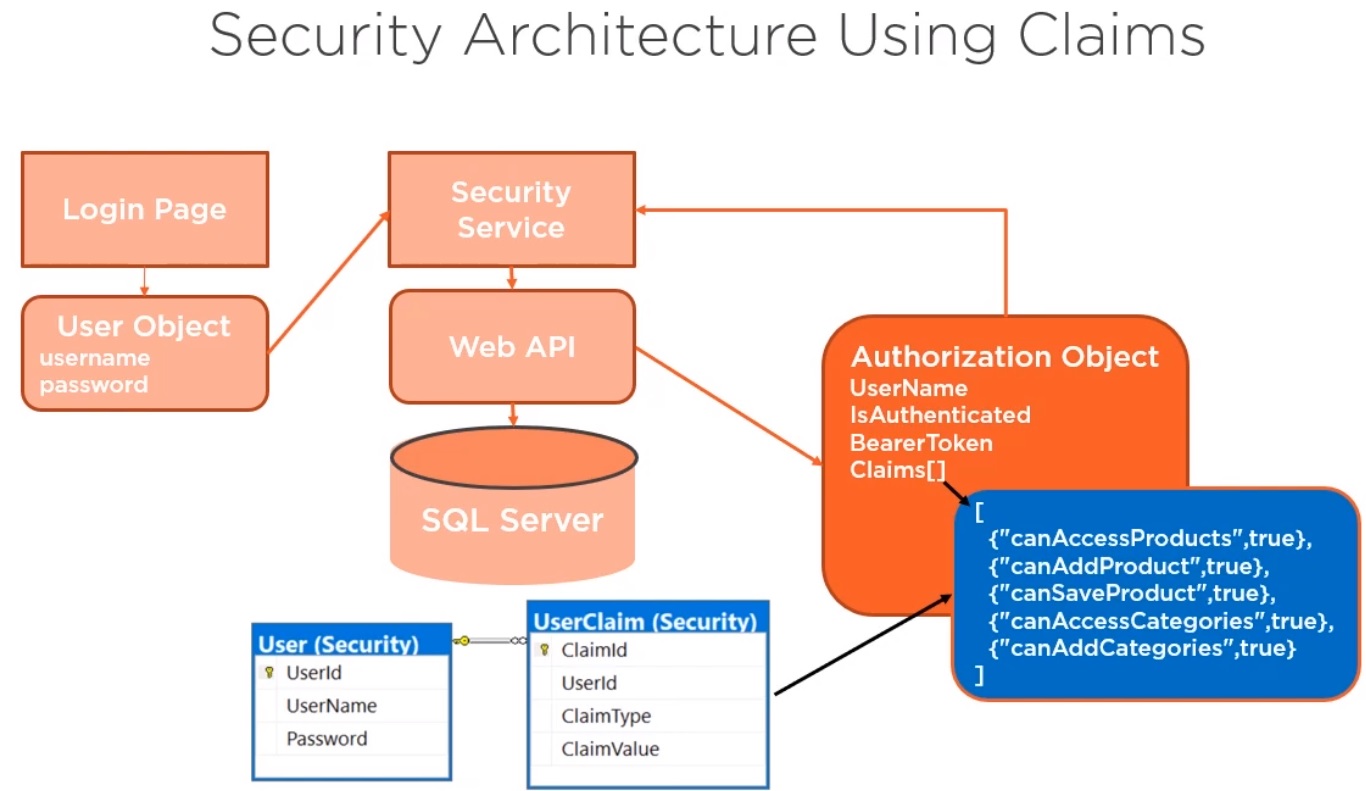 Security Architecture Using Claims
Login Page
User Object
username
password
Security
Service
Web API
SQL Server
Authorization Object
UserName
IsAuthenticated
BearerToken
Claims[]
[
{"canAccessProducts",true},
{"canAddProduct",true},
{"canSaveProduct",true},
{"canAccessCategories",true},
{"canAddCategories",true}
]
User (Security)
UserId
UserName
Password
UserClaim (Security)
ClaimId
UserId
ClaimType
ClaimValue